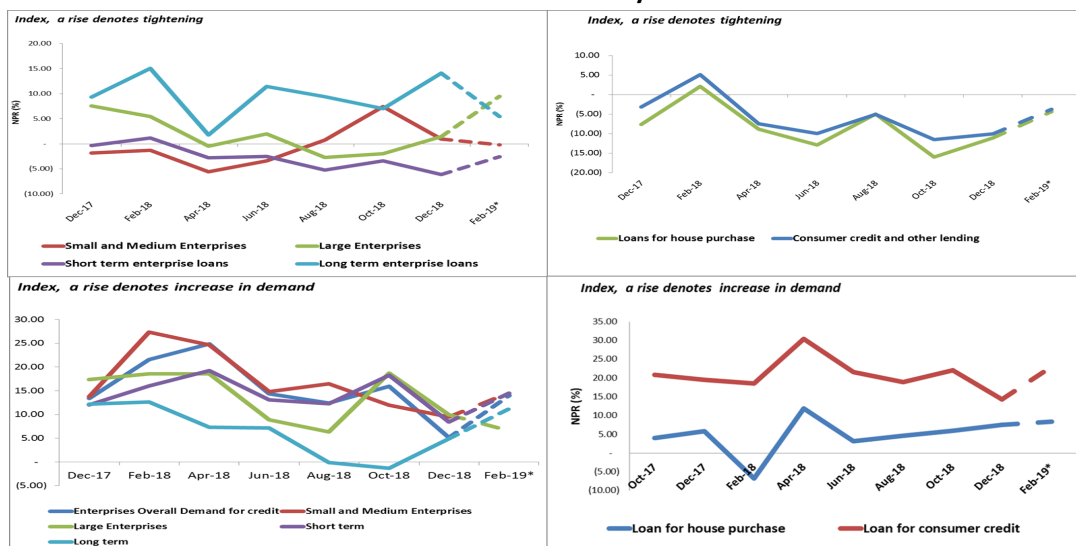 Index, a rise denotes tightening
20.00
15.00
10.00
5.00
-
(5.00)
(10.00)
NPR (%)
Dec-17
Feb-18
Apr-18
Jun-18
Aug-18
Oct-18
Dec-18
Feb-19*
Small and Medium Enterprises
Large Enterprises
Short term enterprise loans
Long term enterprise loans
Index, a rise denotes tightening
10.00
5.00
-
(5.00)
(10.00)
(15.00)
(20.00)
NPR (%)
Dec-17
Feb-18
Apr-18
Jun-18
Aug-18
Oct-18
Dec-18
Feb-19*
Loans for house purchase
Consumer credit and other lending
Index, a rise denotes increase in demand
30.00
25.00
20.00
15.00
10.00
5.00
-
(5.00)
Dec-17
Feb-18
Apr-18
Jun-18
Aug-18
Oct-18
Dec-18
Feb-19*
Enterprises Overall Demand for credit
Small and Medium Enterprises
Large Enterprises
Short term
Long term
Index, a rise denotes increase in demand
35.00
30.00
25.00
20.00
15.00
10.00
5.00
-
(5.00)
(10.00)
NPR (%)
Oct-17
Dec-17
Feb-18
Apr-18
Jun-18
Aug-18
Oct-18
Dec-18
Feb-19*
Loan for house purchase
Loan for consumer credit